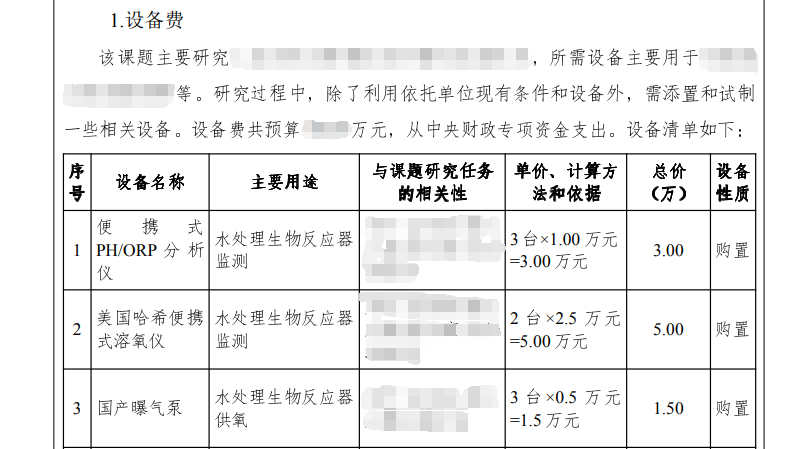 1.设备费
该课题主要研究，所需设备主要用于
等。研究过程中，除了利用依托单位现有条件和设备外，需添置和试制
一些相关设备。设备费共预算万元，从中央财政专项资金支出。设备清单如下：
序号 设备名称 主要用途 与课题研究任务的相关性 单价、计算方法和依据 总价（万） 设备性质
1 便携式PH/ORP分析仪 水处理生物反应器监测 3台×1.00万元=3.00万元 3.00 购置
2 美国哈希便携式溶氧仪 水处理生物反应器监测 2台×2.5万元=5.00万元 5.00 购置
3 国产曝气泵 水处理生物反应器供氧 3台×0.5万元=1.5万元 1.50 购置